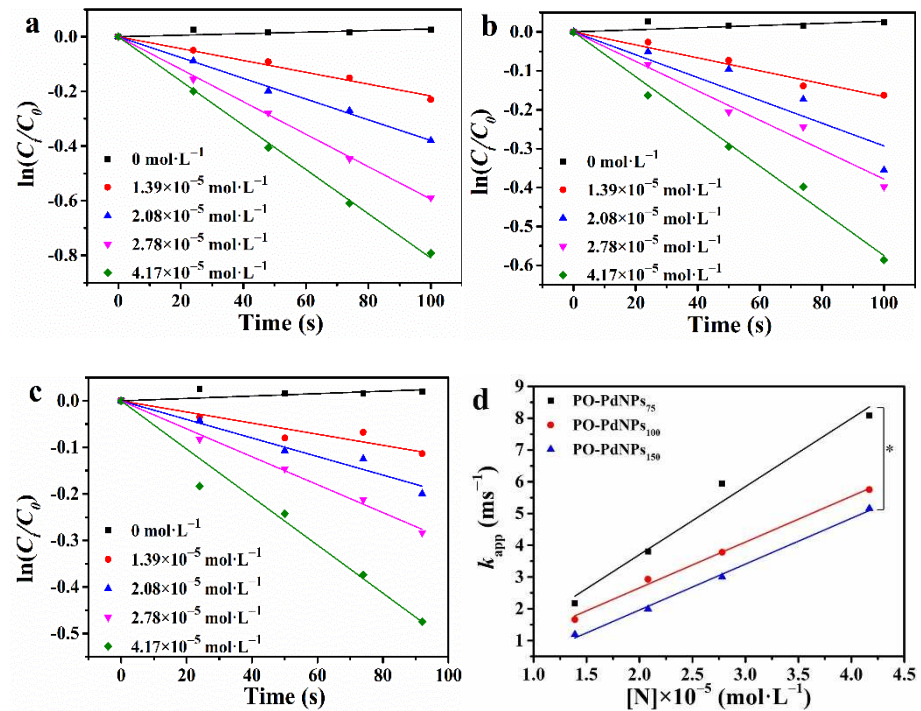 a
0.0
-0.2
-0.4
-0.6
-0.8
ln(Cₜ/C₀)
0 mol·L⁻¹
1.39×10⁻⁵ mol·L⁻¹
2.08×10⁻⁵ mol·L⁻¹
2.78×10⁻⁵ mol·L⁻¹
4.17×10⁻⁵ mol·L⁻¹
0 20 40 60 80 100
Time (s)
b
0.0
-0.1
-0.2
-0.3
-0.4
-0.5
-0.6
ln(Cₜ/C₀)
0 mol·L⁻¹
1.39×10⁻⁵ mol·L⁻¹
2.08×10⁻⁵ mol·L⁻¹
2.78×10⁻⁵ mol·L⁻¹
4.17×10⁻⁵ mol·L⁻¹
0 20 40 60 80 100
Time (s)
c
0.0
-0.1
-0.2
-0.3
-0.4
-0.5
ln(Cₜ/C₀)
0 mol·L⁻¹
1.39×10⁻⁵ mol·L⁻¹
2.08×10⁻⁵ mol·L⁻¹
2.78×10⁻⁵ mol·L⁻¹
4.17×10⁻⁵ mol·L⁻¹
0 20 40 60 80 100
Time (s)
d
9
8
7
6
5
4
3
2
1
k_app (ms⁻¹)
PO-PdNPs₇₅
PO-PdNPs₁₀₀
PO-PdNPs₁₅₀
*
1.0 1.5 2.0 2.5 3.0 3.5 4.0 4.5
[N]×10⁻⁵ (mol·L⁻¹)